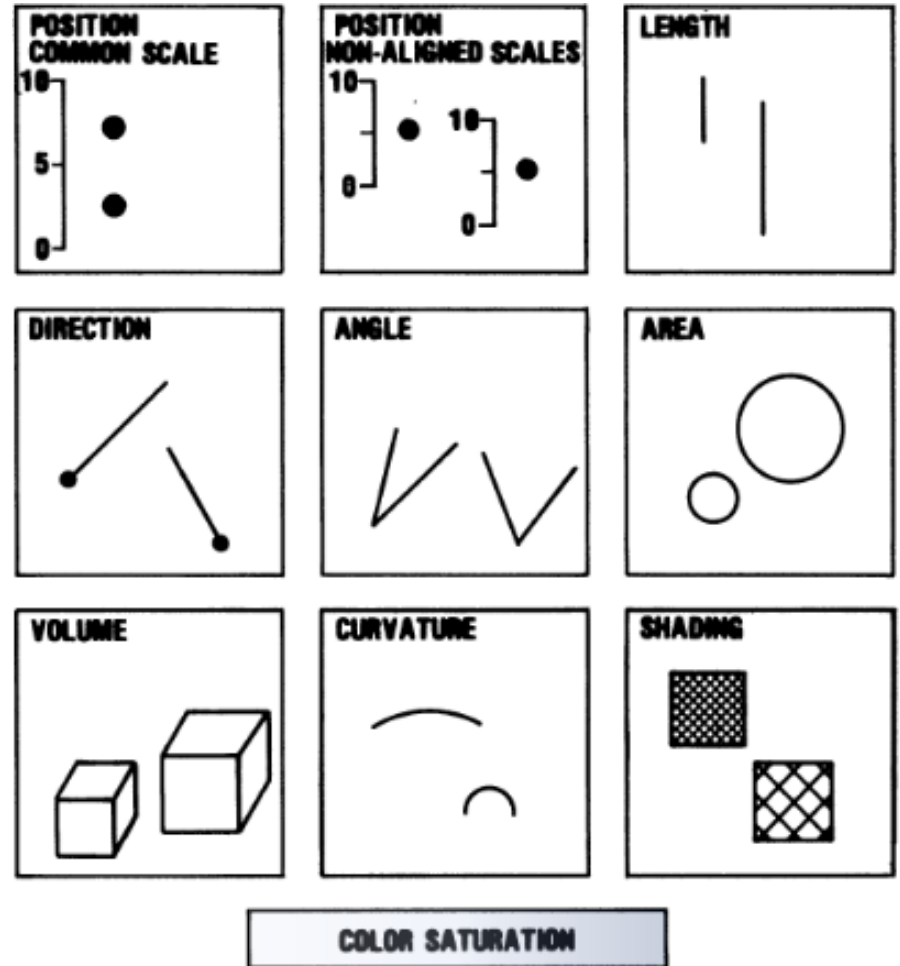 POSITION
COMMON SCALE
10
5
0
POSITION
NON-ALIGNED SCALES
10
0
10
0
LENGTH
DIRECTION
ANGLE
AREA
VOLUME
CURVATURE
SHADING
COLOR SATURATION